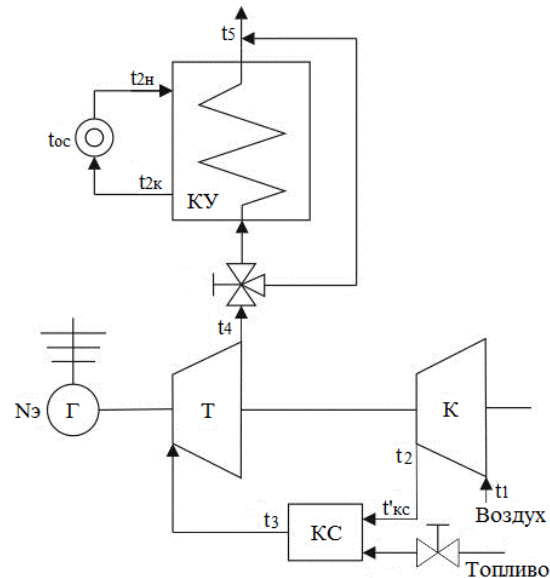 t5
t2н
tос
t2к
КУ
t4
Nэ
Г
Т
К
t2
t1
t3
КС
t'кс
Воздух
Топливо